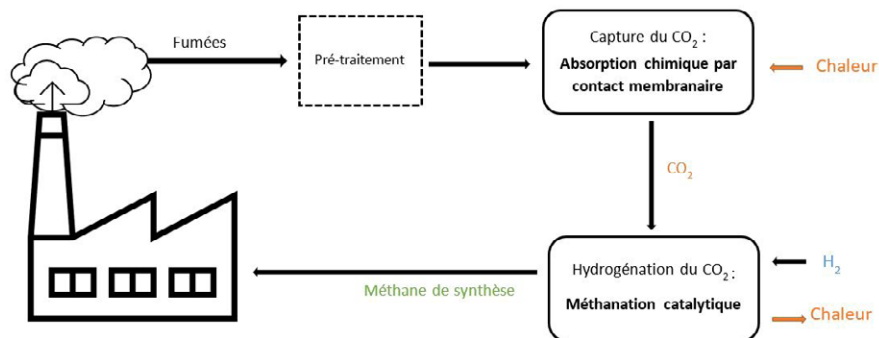 Fumées
Pré-traitement
Capture du CO₂ :
Absorption chimique par
contact membranaire
Chaleur
CO₂
Hydrogénation du CO₂ :
Méthanation catalytique
H₂
Chaleur
Méthane de synthèse